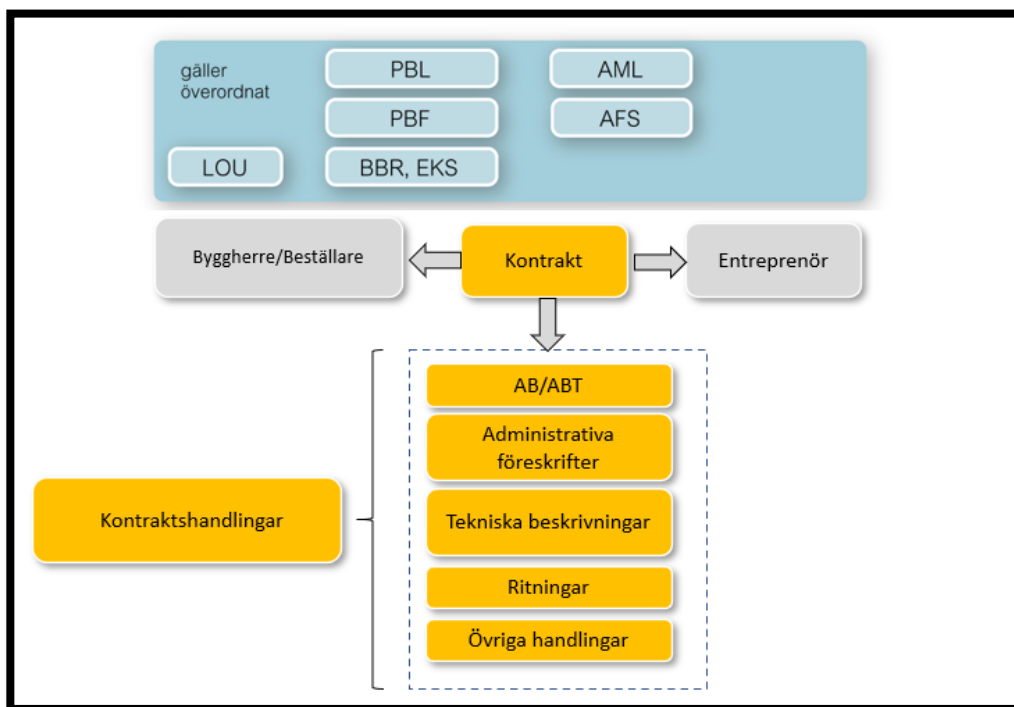 gäller
överordnat
PBL
AML
PBF
AFS
LOU
BBR, EKS
Byggherre/Beställare
Kontrakt
Entreprenör
AB/ABT
Administrativa
föreskrifter
Kontraktshandlingar
Tekniska beskrivningar
Ritningar
Övriga handlingar